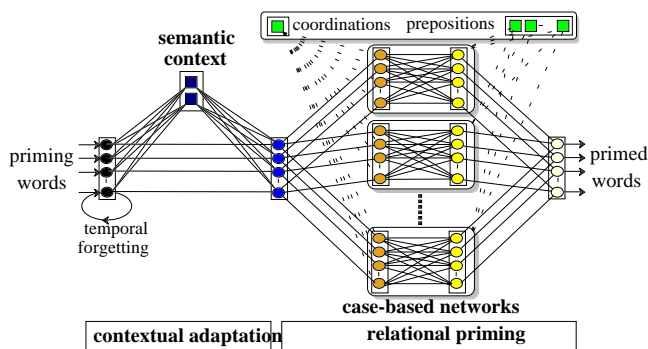 coordinations prepositions
semantic
context
priming
words
primed
words
temporal
forgetting
case-based networks
contextual adaptation
relational priming